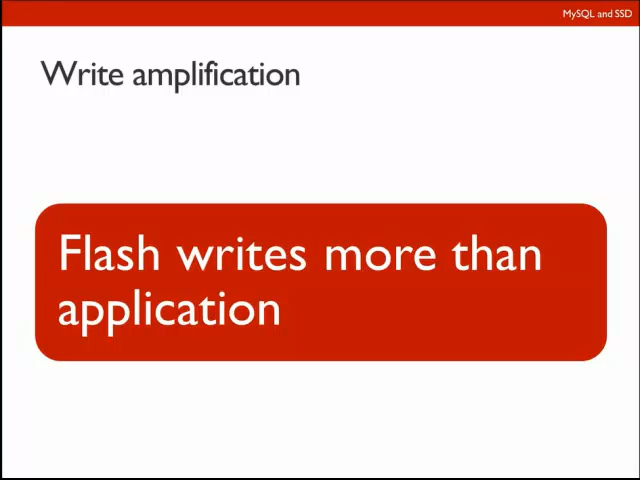 MySQL and SSD
Write amplification
Flash writes more than
application